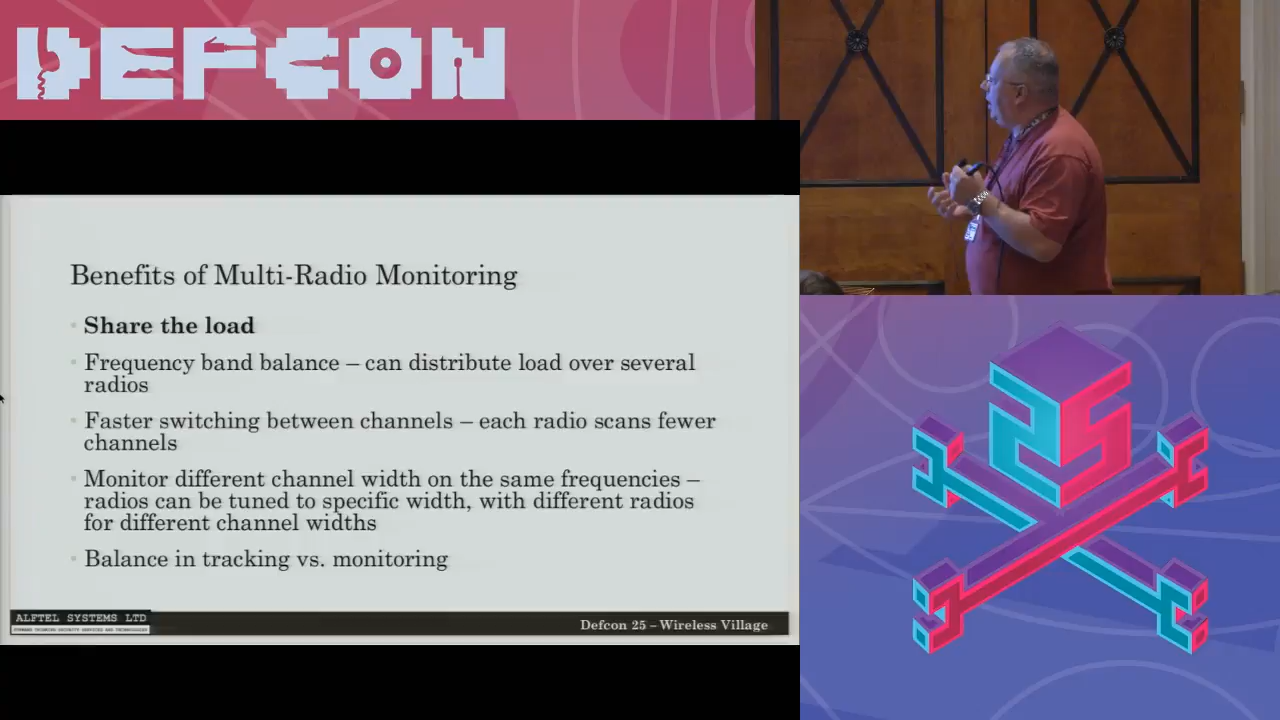 DEFCON
Benefits of Multi-Radio Monitoring
Share the load
Frequency band balance – can distribute load over several
radios
Faster switching between channels – each radio scans fewer
channels
Monitor different channel width on the same frequencies –
radios can be tuned to specific width, with different radios
for different channel widths
Balance in tracking vs. monitoring
ALFTEL SYSTEMS LTD
Defcon 25 – Wireless Village
25